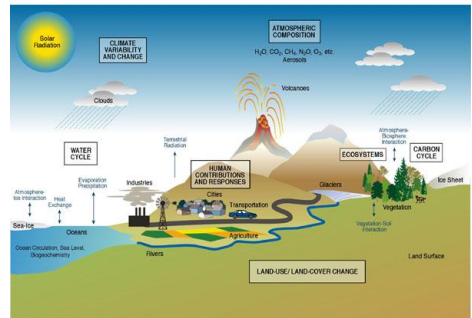 Solar
Radiation
CLIMATE
VARIABILITY
AND CHANGE
ATMOSPHERIC
COMPOSITION
H₂O, CO₂, CH₄, N₂O, O₃, etc.
Aerosols
Volcanoes
Clouds
WATER
CYCLE
Terrestrial
Radiation
Atmosphere-
Biosphere
Interaction
ECOSYSTEMS
CARBON
CYCLE
HUMAN
CONTRIBUTIONS
AND RESPONSES
Evaporation
Precipitation
Industries
Cities
Glaciers
Ice Sheet
Atmosphere-
Ice Interaction
Heat
Exchange
Transportation
Vegetation
Sea-Ice
Oceans
Agriculture
Vegetation-Soil
Interaction
Ocean Circulation, Sea Level,
Biogeochemistry
Rivers
Land Surface
LAND-USE/ LAND-COVER CHANGE